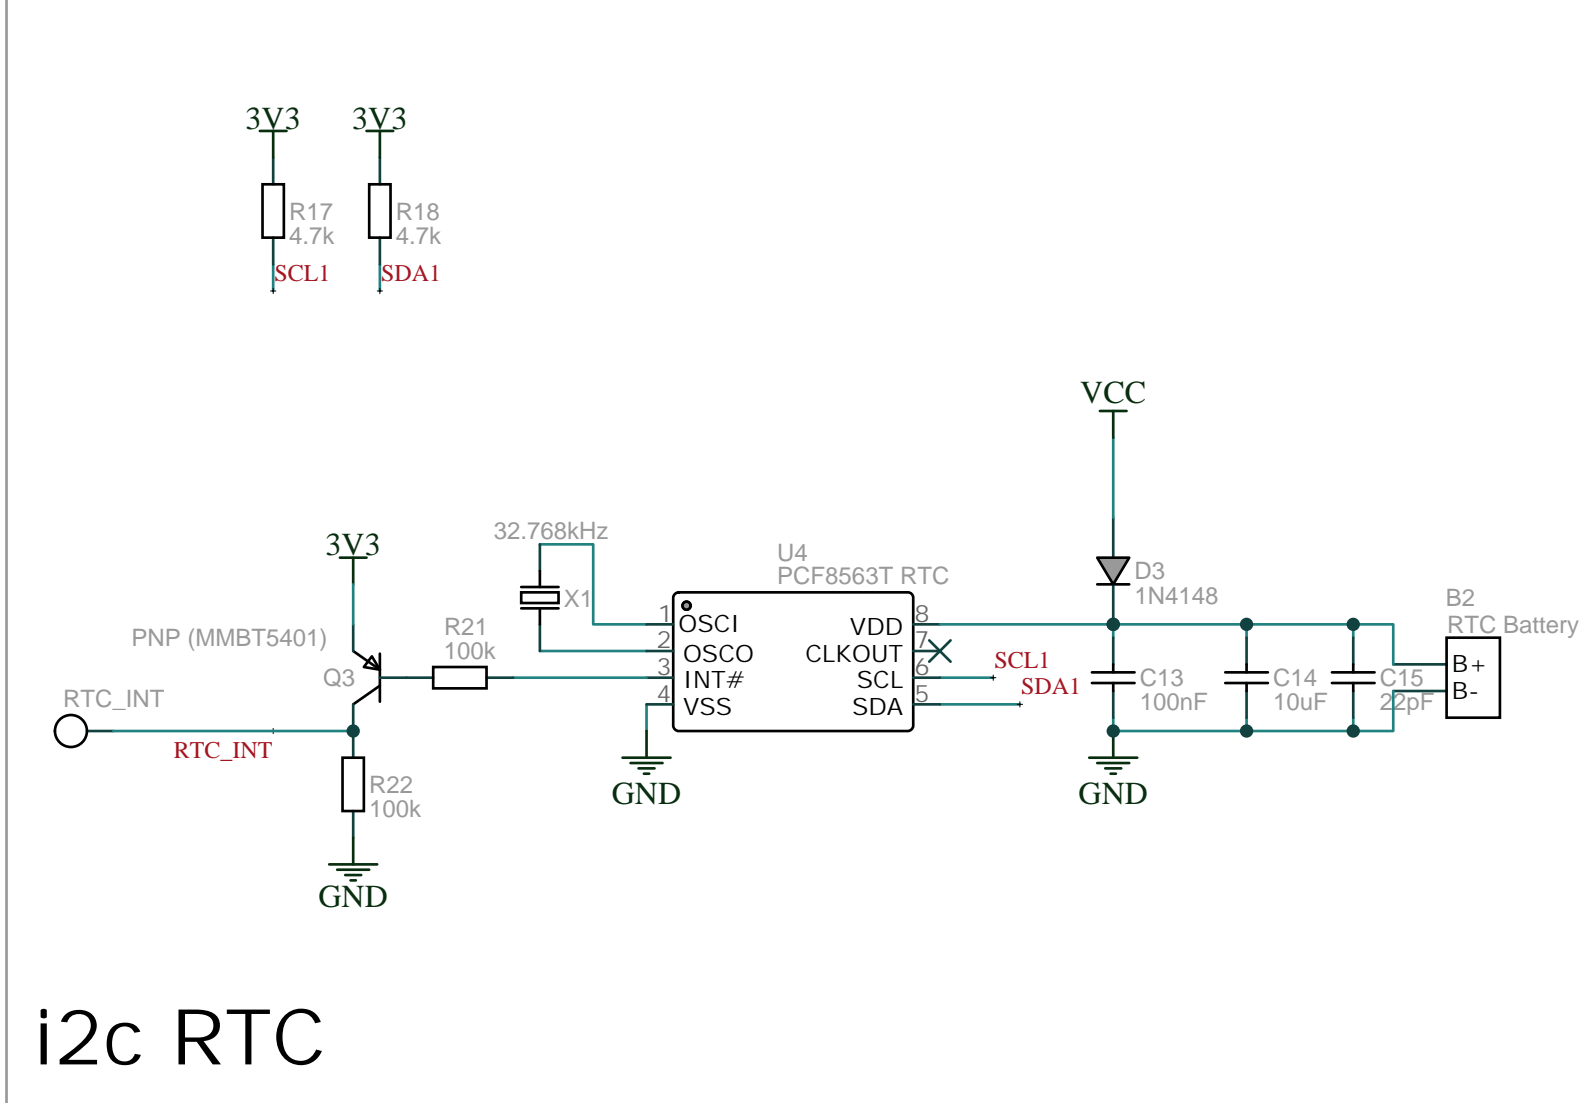 3V3
3V3
R17
4.7k
R18
4.7k
SCL1
SDA1
VCC
32.768kHz
X1
3V3
PNP (MMBT5401)
Q3
R21
100k
U4
PCF8563T RTC
1
OSCI
2
OSCO
3
INT#
4
VSS
VDD
8
CLKOUT
7
SCL
6
SDA
5
SCL1
SDA1
D3
1N4148
B2
RTC Battery
B+
B-
C13
100nF
C14
10uF
C15
22pF
RTC_INT
RTC_INT
R22
100k
GND
GND
GND
i2c RTC